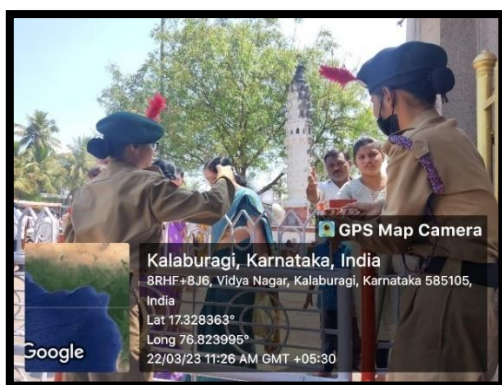 GPS Map Camera
Kalaburagi, Karnataka, India
8RHF+8J6, Vidya Nagar, Kalaburagi, Karnataka 585105,
India
Lat 17.328363°
Long 76.823995°
22/03/23 11:26 AM GMT +05:30
Google